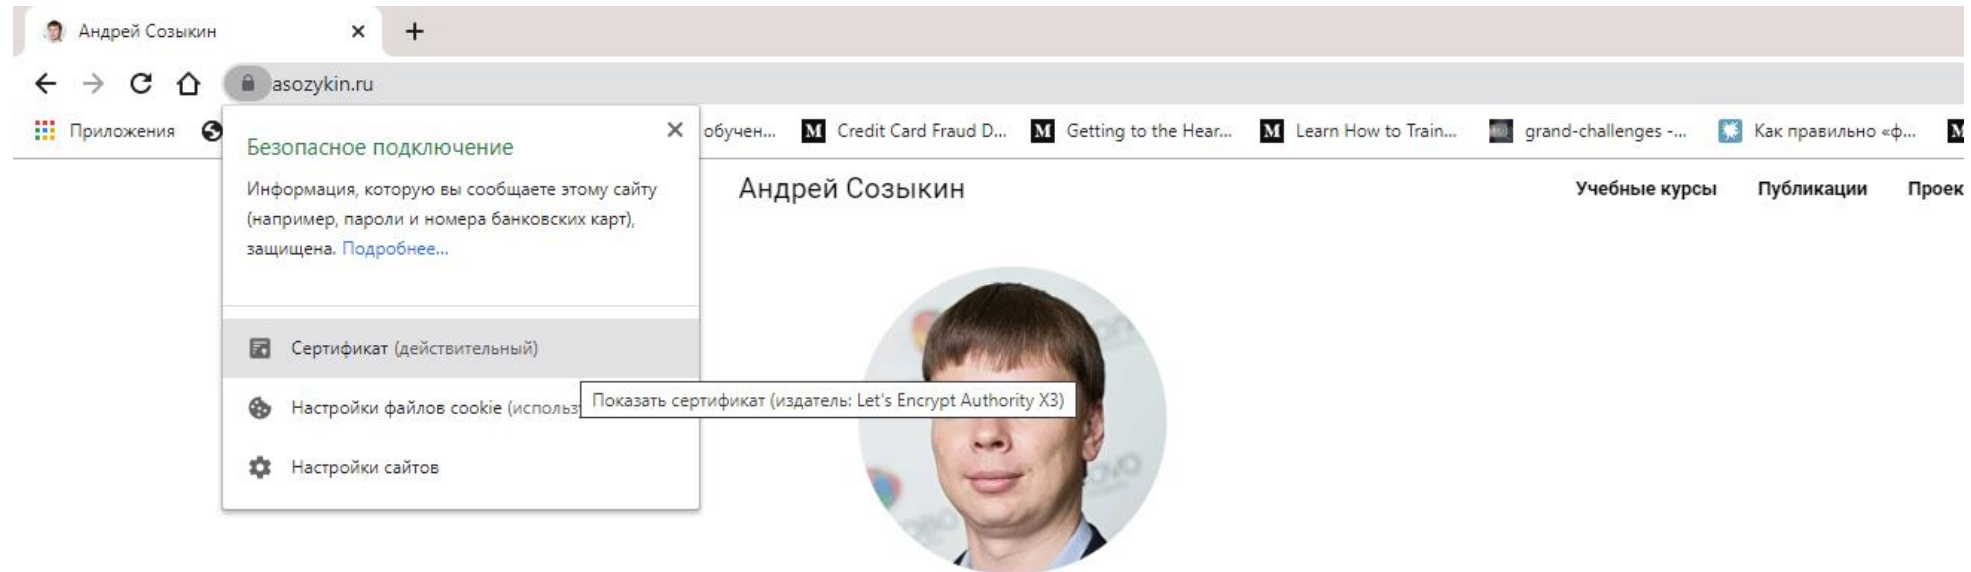 Андрей Созыкин
asozykin.ru
Приложения
обучен...
M Credit Card Fraud D...
M Getting to the Hear...
M Learn How to Train...
grand-challenges -...
Как правильно «ф...
M
Безопасное подключение
Информация, которую вы сообщаете этому сайту
(например, пароли и номера банковских карт),
защищена. Подробнее...
Сертификат (действительный)
Настройки файлов cookie (использ
Показать сертификат (издатель: Let's Encrypt Authority X3)
Настройки сайтов
Андрей Созыкин
Учебные курсы
Публикации
Проек